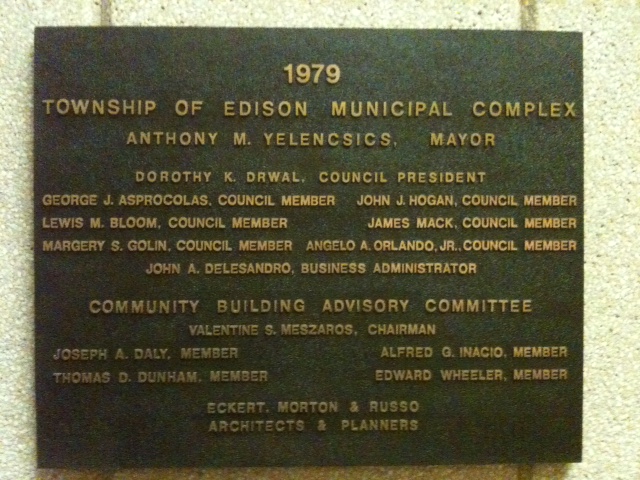 1979
TOWNSHIP OF EDISON MUNICIPAL COMPLEX
ANTHONY M. YELENCSICS, MAYOR
DOROTHY K. DRWAL, COUNCIL PRESIDENT
GEORGE J. ASPROCOLAS, COUNCIL MEMBER JOHN J. HOGAN, COUNCIL MEMBER
LEWIS M. BLOOM, COUNCIL MEMBER JAMES MACK, COUNCIL MEMBER
MARGERY S. GOLIN, COUNCIL MEMBER ANGELO A. ORLANDO, JR., COUNCIL MEMBER
JOHN A. DELESANDRO, BUSINESS ADMINISTRATOR
COMMUNITY BUILDING ADVISORY COMMITTEE
VALENTINE S. MESZAROS, CHAIRMAN
JOSEPH A. DALY, MEMBER ALFRED G. INACIO, MEMBER
THOMAS D. DUNHAM, MEMBER EDWARD WHEELER, MEMBER
ECKERT, MORTON & RUSSO
ARCHITECTS & PLANNERS